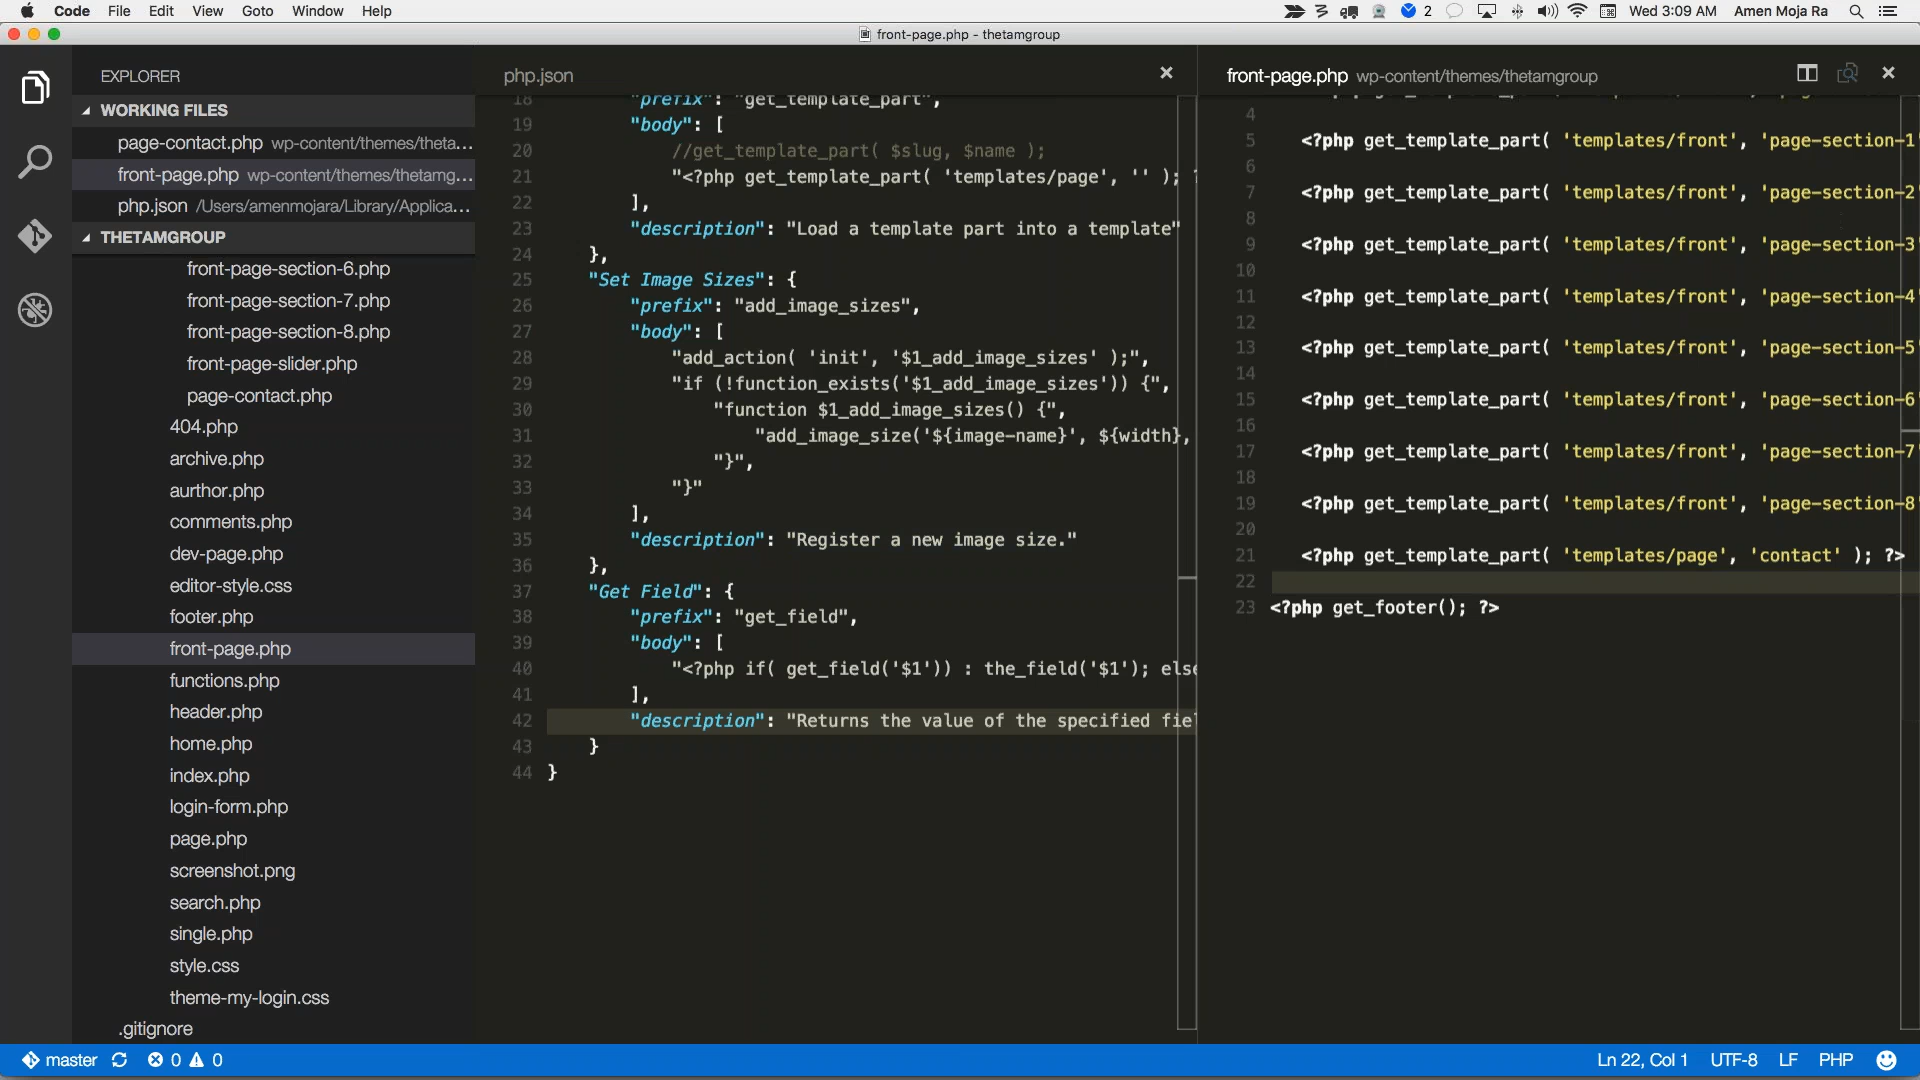 Code File Edit View Goto Window Help
2 Wed 3:09 AM Amen Moja Ra
front-page.php - thetamgroup
EXPLORER
WORKING FILES
page-contact.php wp-content/themes/theta...
front-page.php wp-content/themes/thetamg...
php.json /Users/amenmojara/Library/Applica...
THETAMGROUP
front-page-section-6.php
front-page-section-7.php
front-page-section-8.php
front-page-slider.php
page-contact.php
404.php
archive.php
aurthor.php
comments.php
dev-page.php
editor-style.css
footer.php
front-page.php
functions.php
header.php
home.php
index.php
login-form.php
page.php
screenshot.png
search.php
single.php
style.css
theme-my-login.css
.gitignore
php.json
18 "prefix": "get_template_part",
19 "body": [
20 //get_template_part( $slug, $name );
21 "<?php get_template_part( 'templates/page', '' );
22 ],
23 "description": "Load a template part into a template"
24 },
25 "Set Image Sizes": {
26 "prefix": "add_image_sizes",
27 "body": [
28 "add_action( 'init', '$1_add_image_sizes' );",
29 "if (!function_exists('$1_add_image_sizes')) {",
30 "function $1_add_image_sizes() {",
31 "add_image_size('${image-name}', ${width},
32 "}",
33 "}"
34 ],
35 "description": "Register a new image size."
36 },
37 "Get Field": {
38 "prefix": "get_field",
39 "body": [
40 "<?php if( get_field('$1')) : the_field('$1'); else
41 ],
42 "description": "Returns the value of the specified fie
43 }
44 }
front-page.php wp-content/themes/thetamgroup
4
5 <?php get_template_part( 'templates/front', 'page-section-1'
6
7 <?php get_template_part( 'templates/front', 'page-section-2'
8
9 <?php get_template_part( 'templates/front', 'page-section-3'
10
11 <?php get_template_part( 'templates/front', 'page-section-4'
12
13 <?php get_template_part( 'templates/front', 'page-section-5'
14
15 <?php get_template_part( 'templates/front', 'page-section-6'
16
17 <?php get_template_part( 'templates/front', 'page-section-7'
18
19 <?php get_template_part( 'templates/front', 'page-section-8'
20
21 <?php get_template_part( 'templates/page', 'contact' ); ?>
22
23 <?php get_footer(); ?>
master 0 0 Ln 22, Col 1 UTF-8 LF PHP